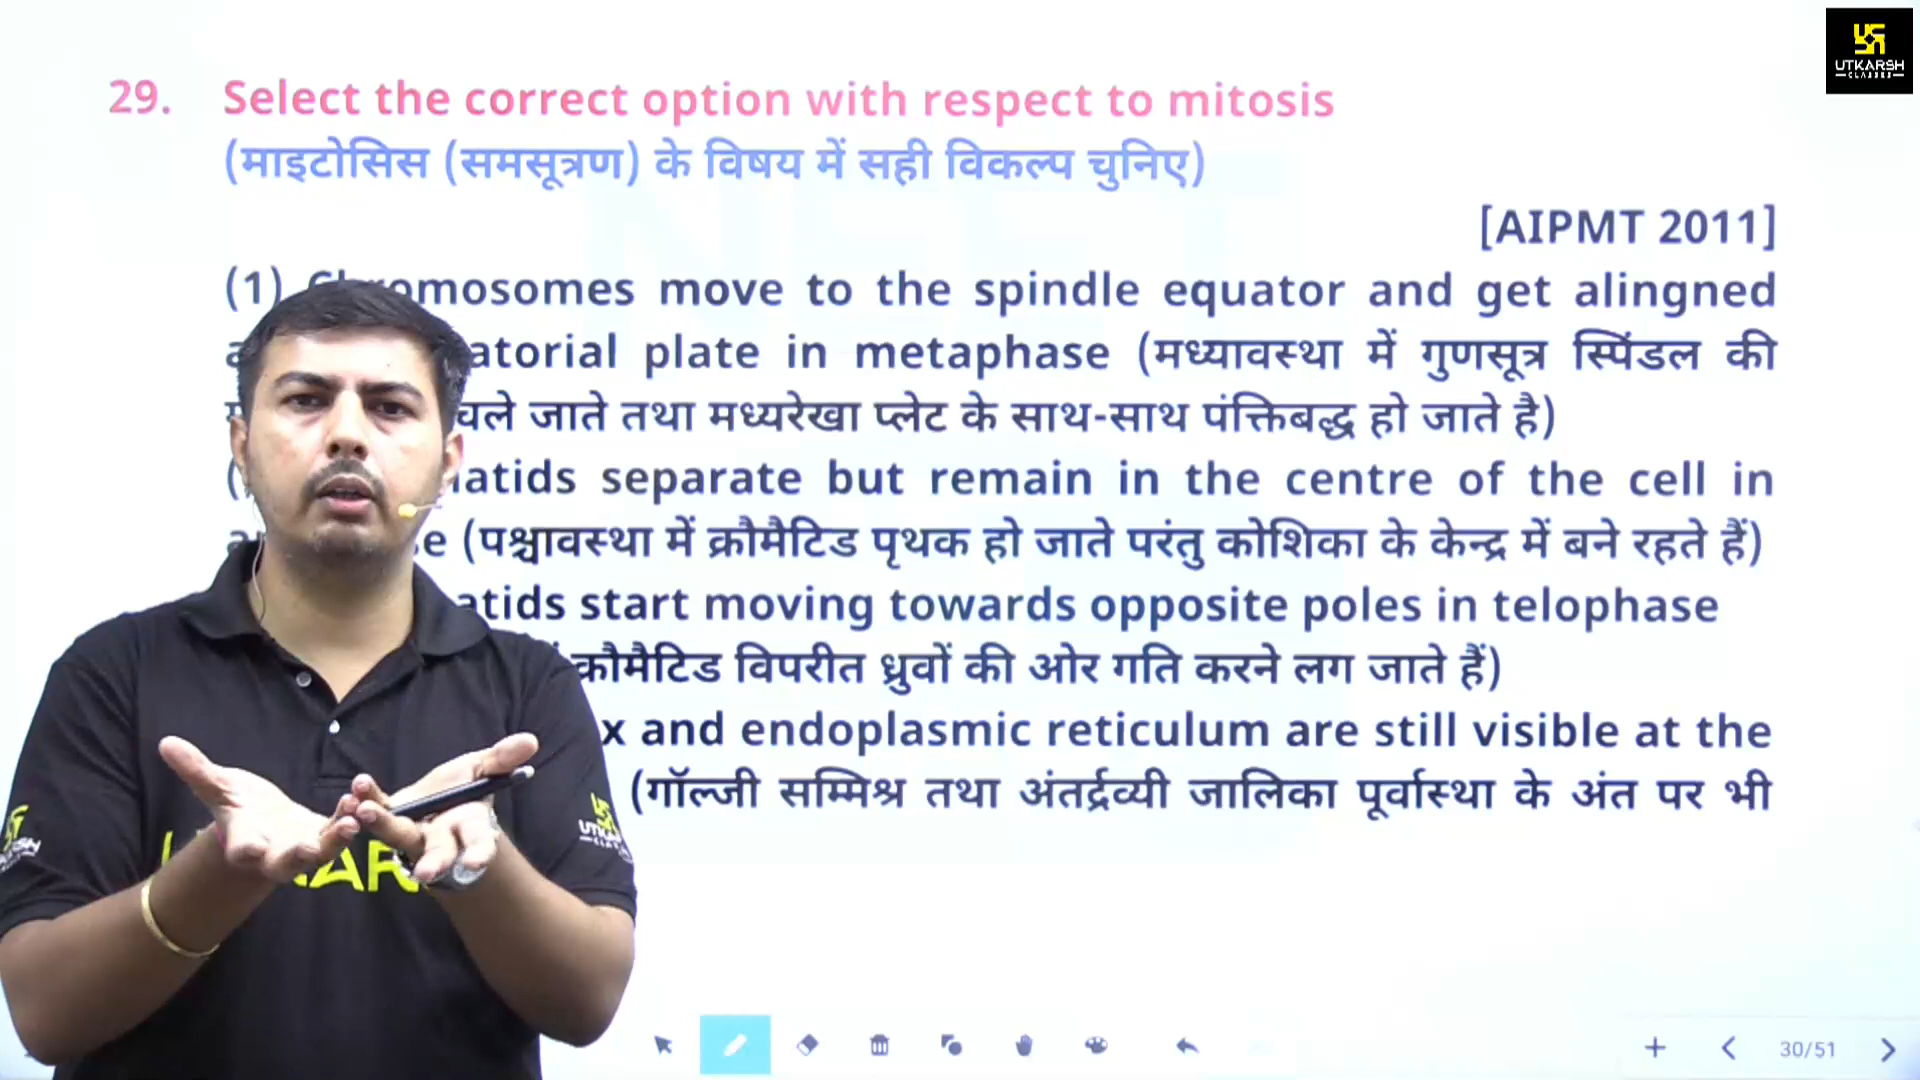 29. Select the correct option with respect to mitosis
(माइटोसिस (समसूत्रण) के विषय में सही विकल्प चुनिए)
[AIPMT 2011]
(1) move to the spindle equator and get alingned
plate in metaphase (मध्यावस्था में गुणसूत्र स्पिंडल की
चले जाते तथा मध्यरेखा प्लेट के साथ-साथ पंक्तिबद्ध हो जाते है)
separate but remain in the centre of the cell in
(पश्चावस्था में क्रौमैटिड पृथक हो जाते परंतु कोशिका के केन्द्र में बने रहते हैं)
start moving towards opposite poles in telophase
क्रौमैटिड विपरीत ध्रुवों की ओर गति करने लग जाते हैं)
and endoplasmic reticulum are still visible at the
(गॉल्जी सम्मिश्र तथा अंतर्द्रव्यी जालिका पूर्वास्था के अंत पर भी
UTKARSH
CLASSES
30/51